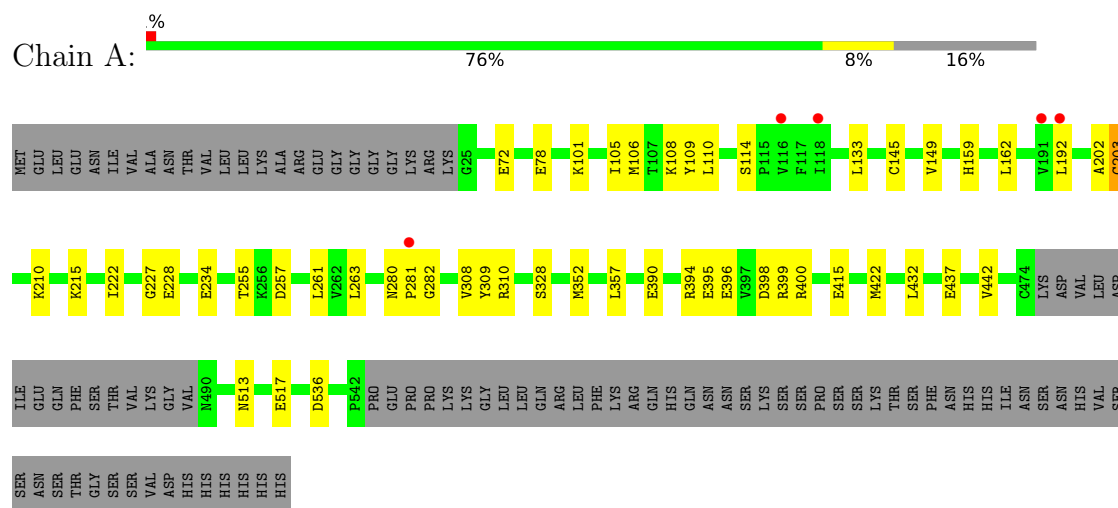 %
Chain A:
76% 8% 16%
MET GLU LEU GLU ASN ILE VAL ALA ASN THR VAL LEU LEU LYS ALA ARG GLU GLY GLY GLY GLY LYS ARG LYS G25 E72 E78 K101 I105 M106 T107 K108 Y109 L110 S114 P115 V116 F117 I118 L133 C145 V149 H159 L162 V191 L192 A202
K210 K215 I222 G227 E228 E234 T255 K256 D257 L261 V262 L263 N280 P281 G282 V308 Y309 R310 S328 M352 L357 E390 R394 E395 E396 V397 D398 R399 R400 E415 M422 L432 E437 V442 C474 LYS ASP VAL LEU ASP
ILE GLU GLN PHE SER THR VAL LYS GLY VAL N490 N513 E517 D536 P542 PRO GLU PRO PRO LYS LYS GLY LEU LEU GLN ARG LEU PHE LYS ARG GLN HIS GLN ASN ASN SER LYS SER SER PRO SER SER LYS THR SER PHE ASN HIS HIS ILE ASN SER ASN HIS VAL SER
SER ASN SER THR GLY SER SER VAL ASP HIS HIS HIS HIS HIS HIS